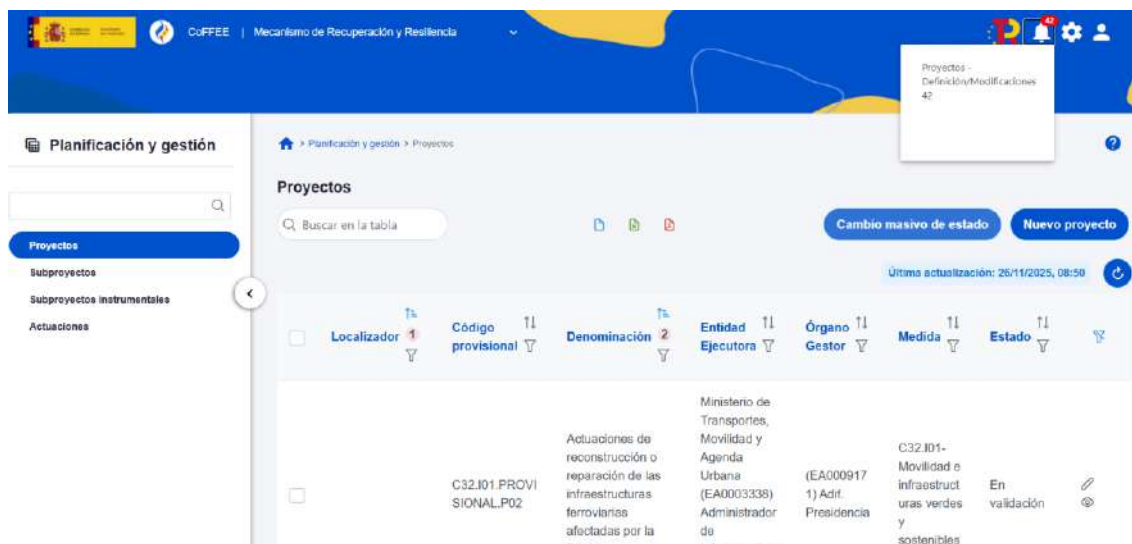 CoFFEE | Mecanismo de Recuperación y Resiliencia
42
Proyectos -
Definición/Modificaciones
42
Planificación y gestión
> Planificación y gestión > Proyectos
Proyectos
Buscar en la tabla
Cambio masivo de estado
Nuevo proyecto
Proyectos
Subproyectos
Subproyectos instrumentales
Actuaciones
Última actualización: 26/11/2025, 08:50
Localizador 1
Código
provisional
Denominación 2
Entidad
Ejecutora
Órgano
Gestor
Medida
Estado
C32.I01.PROVI
SIONAL.P02
Actuaciones de
reconstrucción o
reparación de las
infraestructuras
ferroviarias
afectadas por la
Ministerio de
Transportes,
Movilidad y
Agenda
Urbana
(EA0003338)
Administrador
de
(EA000917
1) Adif.
Presidencia
C32.I01-
Movilidad e
infraestruct
uras verdes
y
sostenibles
En
validación